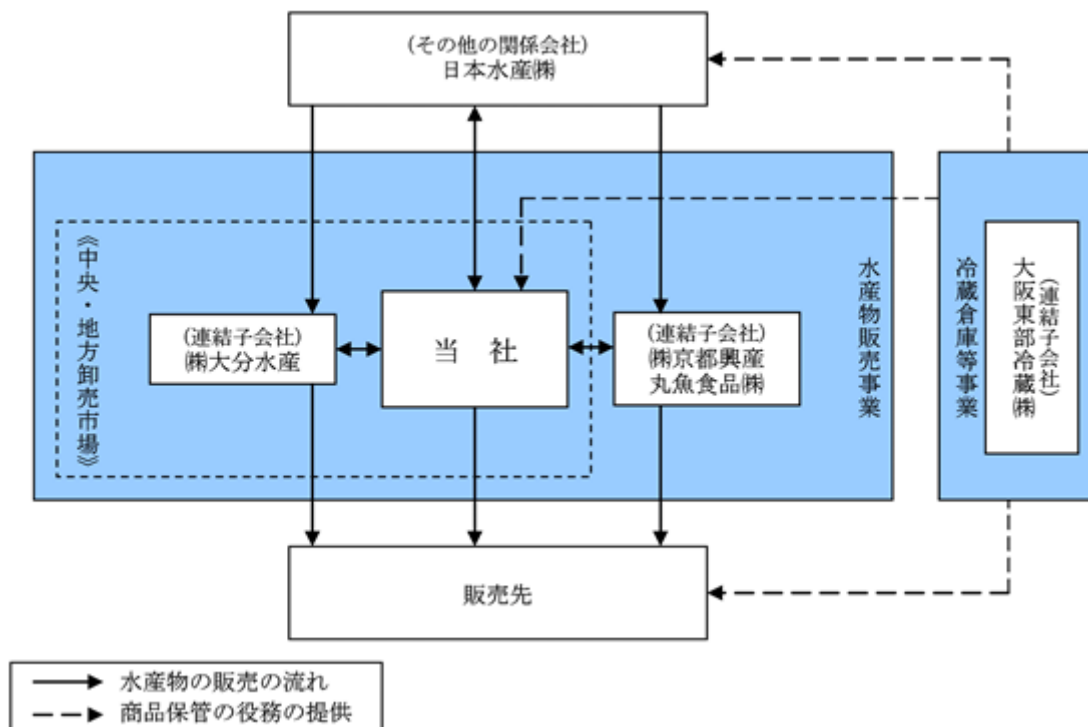 (その他の関係会社)
日本水産㈱
《中央・地方卸売市場》
(連結子会社)
㈱大分水産
当 社
(連結子会社)
㈱京都興産
丸魚食品㈱
水産物販売事業
冷蔵倉庫等事業
(連結子会社)
大阪東部冷蔵㈱
販売先
水産物の販売の流れ
商品保管の役務の提供